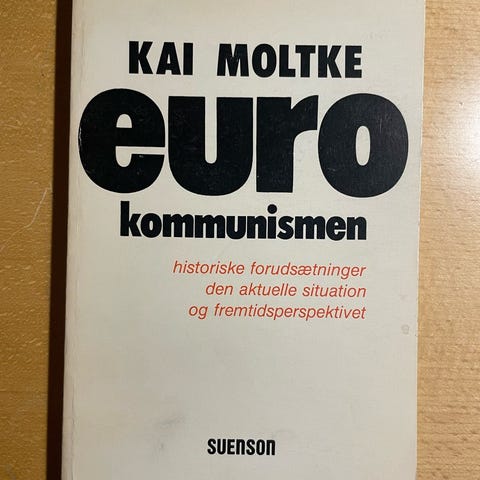 KAI MOLTKE
euro
kommunismen
historiske forudsætninger
den aktuelle situation
og fremtidsperspektivet
SUENSON